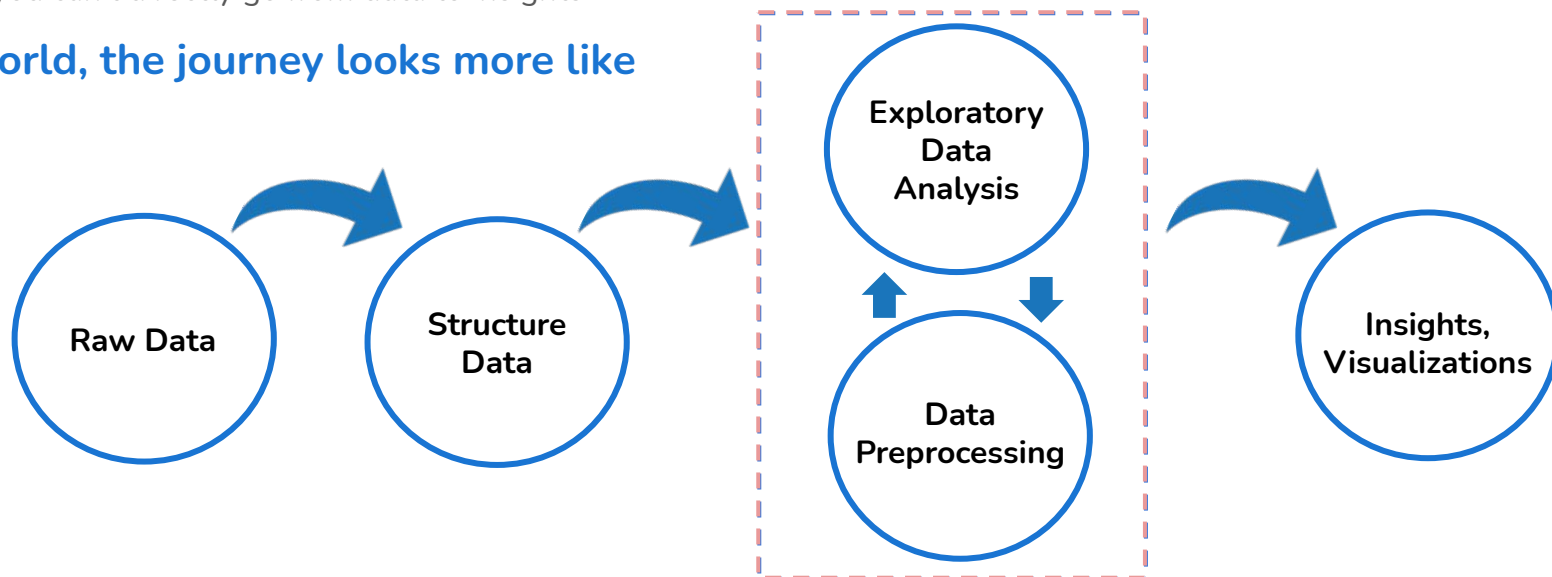 orld, the journey looks more like
Exploratory
Data
Analysis
Raw Data
Structure
Data
Data
Preprocessing
Insights,
Visualizations